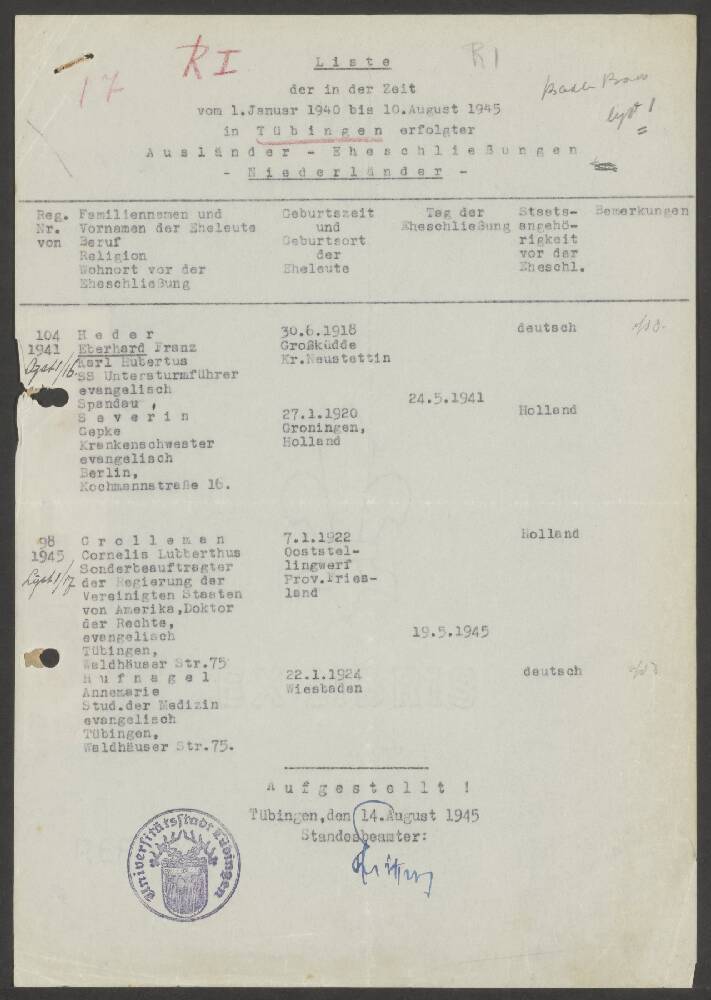 RI
RI
17
Liste
der in der Zeit
vom 1.Januar 1940 bis 10.August 1945
in Tübingen erfolgter
Ausländer - Eheschließungen
- Niederländer -
Reg. Familiennamen und Geburtszeit Tag der Staats- Bemerkungen
Nr. Vornamen der Eheleute und Eheschließung angehö-
von Beruf Geburtsort rigkeit
Religion der vor der
Wohnort vor der Eheleute Eheschl.
Eheschließung
104 Heder 30.6.1918 deutsch
1941 Eberhard Franz Großküdde
Karl Hubertus Kr.Neustettin
SS Untersturmführer
evangelisch
Spandau, 24.5.1941
Severin 27.1.1920 Holland
Gepke Groningen,
Krankenschwester Holland
evangelisch
Berlin,
Kochmannstraße 16.
98 Crolleman 7.1.1922 Holland
1945 Cornelis Lubberthus Ooststel-
Sonderbeauftragter lingwerf
der Regierung der Prov.Fries-
Vereinigten Staaten land
von Amerika,Doktor
der Rechte,
evangelisch 19.5.1945
Tübingen,
Waldhäuser Str.75
Hufnagel 22.1.1924 deutsch
Annemarie Wiesbaden
Stud.der Medizin
evangelisch
Tübingen,
Waldhäuser Str.75.
Aufgestellt !
Tübingen,den 14.August 1945
Standesbeamter:
Universitätsstadt Tübingen